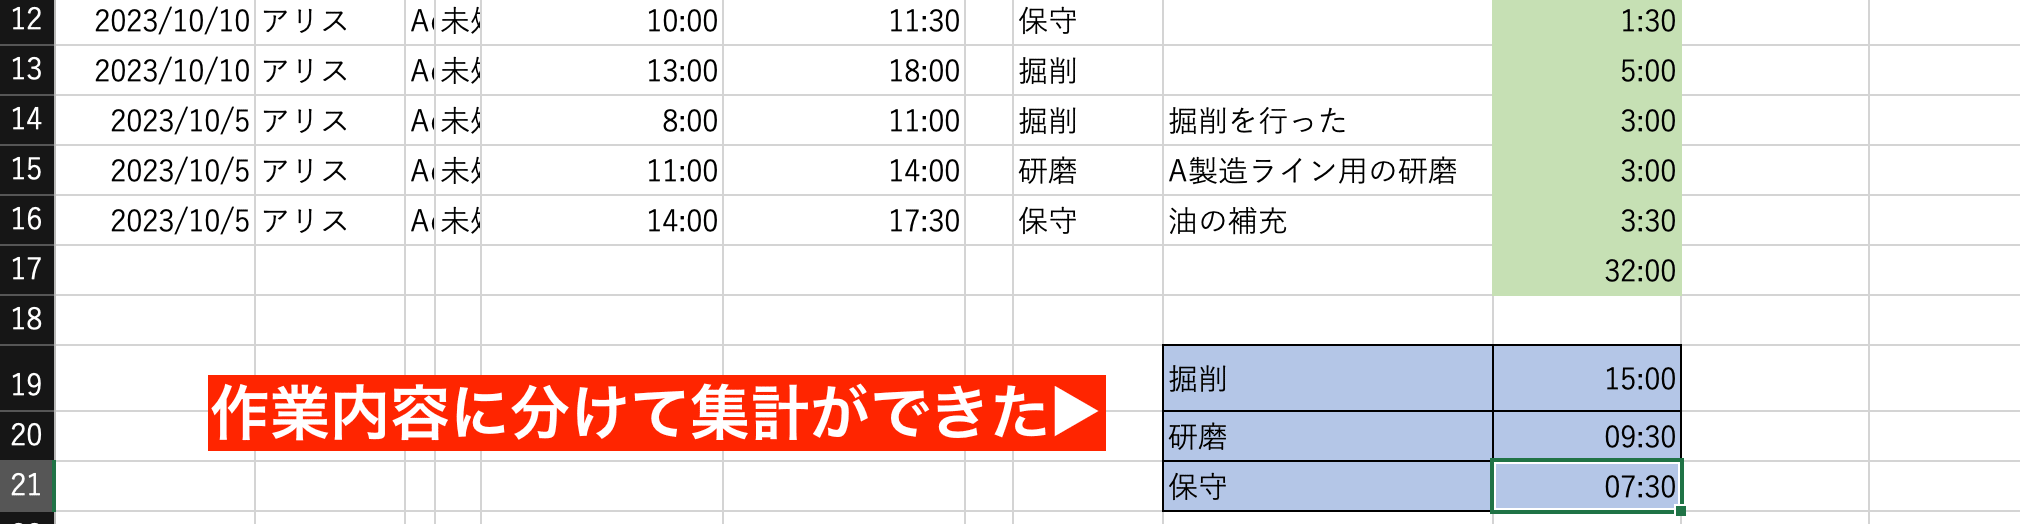 12 2023/10/10 アリス 10:00 11:30 保守 1:30
13 2023/10/10 アリス 13:00 18:00 掘削 5:00
14 2023/10/5 アリス 8:00 11:00 掘削 掘削を行った 3:00
15 2023/10/5 アリス 11:00 14:00 研磨 A製造ライン用の研磨 3:00
16 2023/10/5 アリス 14:00 17:30 保守 油の補充 3:30
17 32:00
18
19 掘削 15:00
作業内容に分けて集計ができた▶
20 研磨 09:30
21 保守 07:30